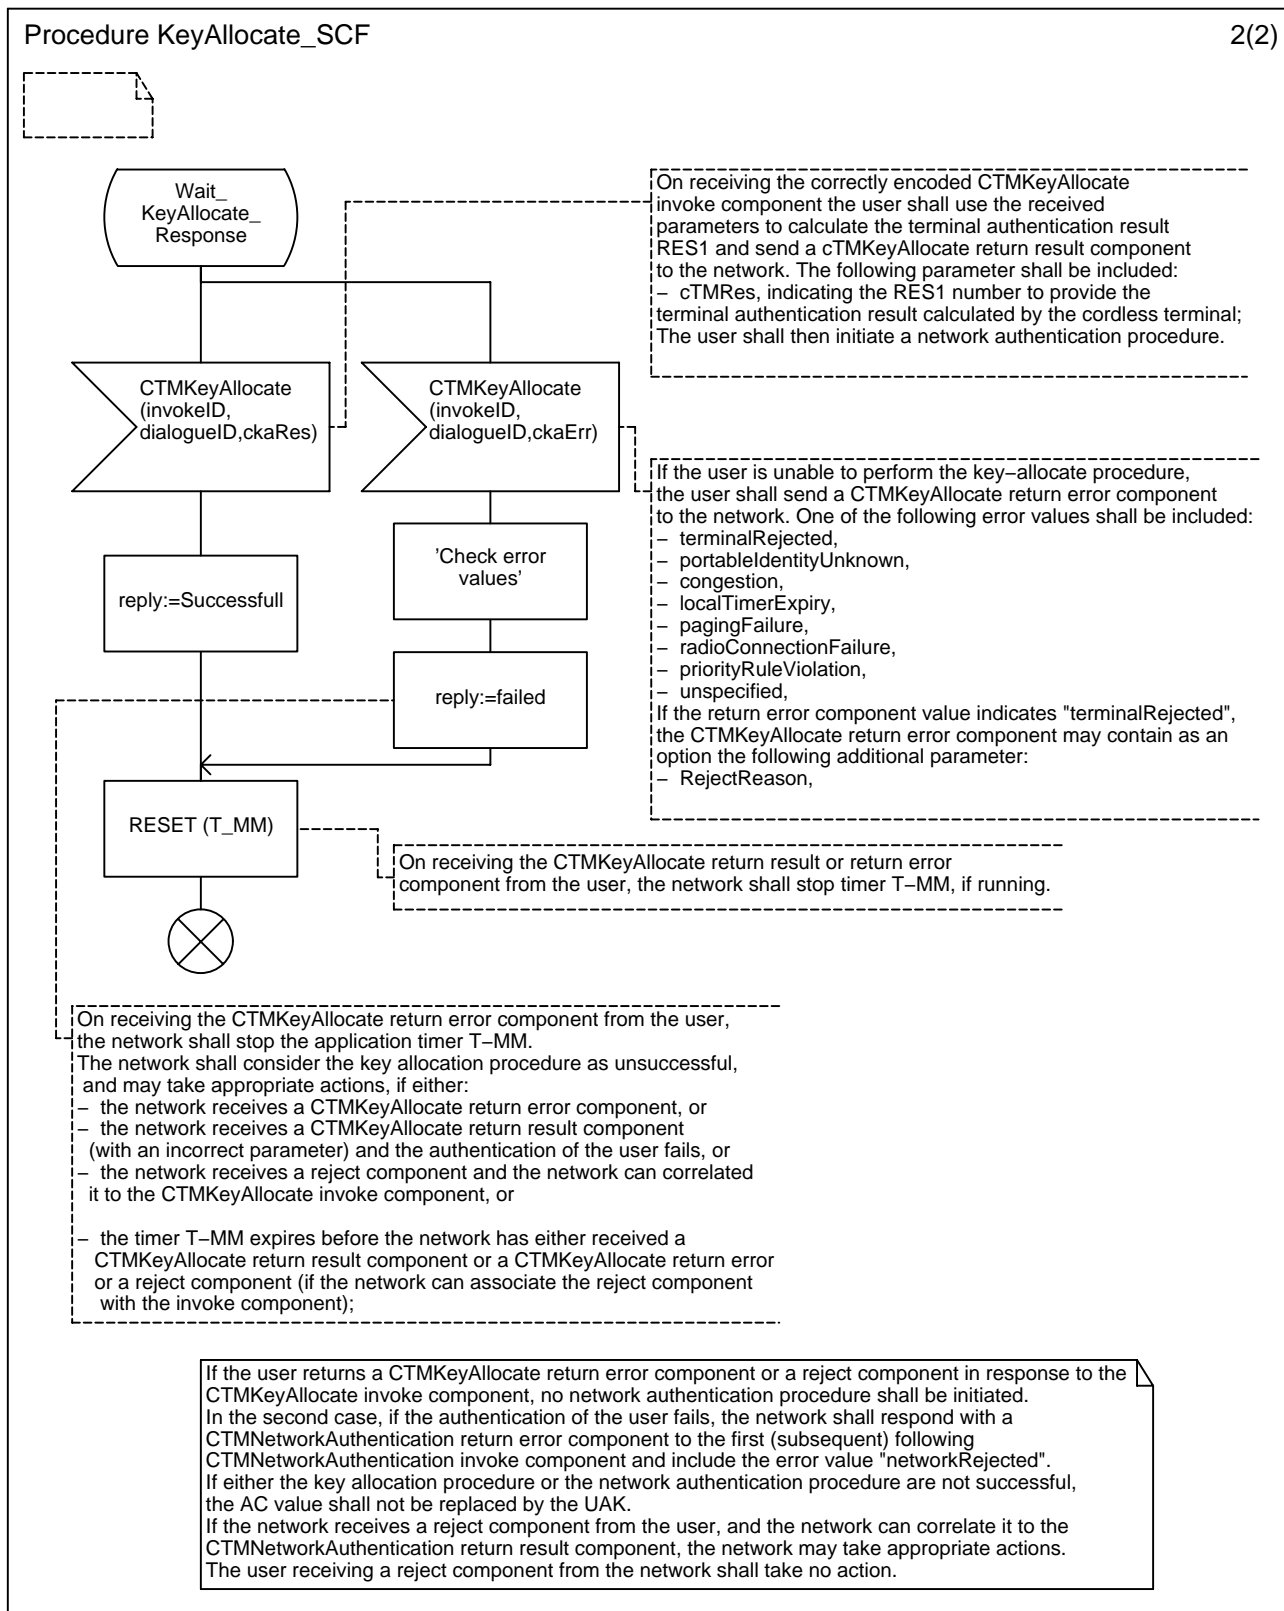 Procedure KeyAllocate_SCF
2(2)
Wait_
KeyAllocate_
Response
On receiving the correctly encoded CTMKeyAllocate
invoke component the user shall use the received
parameters to calculate the terminal authentication result
RES1 and send a cTMKeyAllocate return result component
to the network. The following parameter shall be included:
− cTMRes, indicating the RES1 number to provide the
terminal authentication result calculated by the cordless terminal;
The user shall then initiate a network authentication procedure.
CTMKeyAllocate
(invokeID,
dialogueID,ckaRes)
CTMKeyAllocate
(invokeID,
dialogueID,ckaErr)
If the user is unable to perform the key−allocate procedure,
the user shall send a CTMKeyAllocate return error component
to the network. One of the following error values shall be included:
− terminalRejected,
− portableIdentityUnknown,
− congestion,
− localTimerExpiry,
− pagingFailure,
− radioConnectionFailure,
− priorityRuleViolation,
− unspecified,
If the return error component value indicates "terminalRejected",
the CTMKeyAllocate return error component may contain as an
option the following additional parameter:
− RejectReason,
’Check error
values’
reply:=Successfull
reply:=failed
RESET (T_MM)
On receiving the CTMKeyAllocate return result or return error
component from the user, the network shall stop timer T−MM, if running.
On receiving the CTMKeyAllocate return error component from the user,
the network shall stop the application timer T−MM.
The network shall consider the key allocation procedure as unsuccessful,
and may take appropriate actions, if either:
− the network receives a CTMKeyAllocate return error component, or
− the network receives a CTMKeyAllocate return result component
(with an incorrect parameter) and the authentication of the user fails, or
− the network receives a reject component and the network can correlated
it to the CTMKeyAllocate invoke component, or
− the timer T−MM expires before the network has either received a
CTMKeyAllocate return result component or a CTMKeyAllocate return error
or a reject component (if the network can associate the reject component
with the invoke component);
If the user returns a CTMKeyAllocate return error component or a reject component in response to the
CTMKeyAllocate invoke component, no network authentication procedure shall be initiated.
In the second case, if the authentication of the user fails, the network shall respond with a
CTMNetworkAuthentication return error component to the first (subsequent) following
CTMNetworkAuthentication invoke component and include the error value "networkRejected".
If either the key allocation procedure or the network authentication procedure are not successful,
the AC value shall not be replaced by the UAK.
If the network receives a reject component from the user, and the network can correlate it to the
CTMNetworkAuthentication return result component, the network may take appropriate actions.
The user receiving a reject component from the network shall take no action.